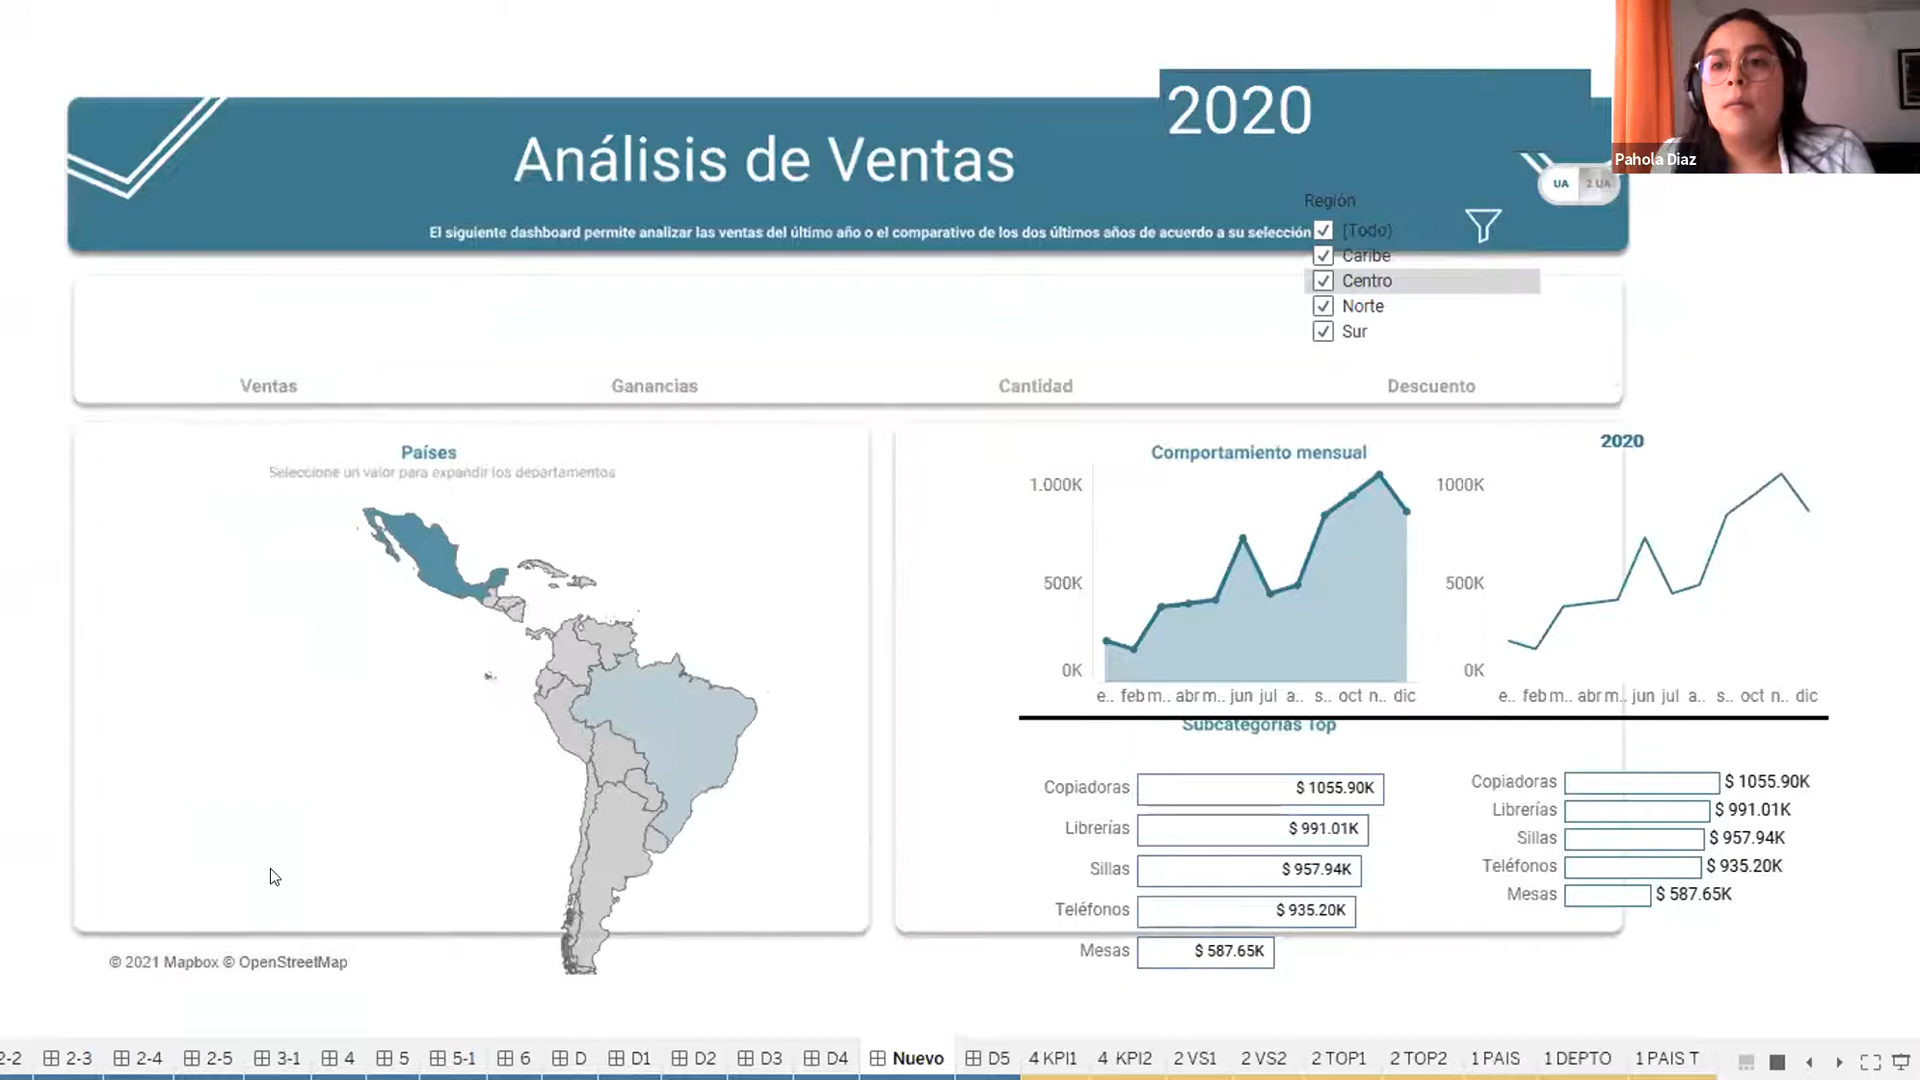 2020
Análisis de Ventas
Pahola Diaz
UA 2 UA
El siguiente dashboard permite analizar las ventas del último año o el comparativo de los dos últimos años de acuerdo a su selección
Región
(Todo)
Caribe
Centro
Norte
Sur
Ventas Ganancias Cantidad Descuento
Países
Seleccione un valor para expandir los departamentos
© 2021 Mapbox © OpenStreetMap
Comportamiento mensual
1.000K
500K
0K
e.. feb m.. abr m.. jun jul a.. s.. oct n.. dic
2020
1000K
500K
0K
e.. feb m.. abr m.. jun jul a.. s.. oct n.. dic
Subcategorías Top
Copiadoras $ 1055.90K
Librerías $ 991.01K
Sillas $ 957.94K
Teléfonos $ 935.20K
Mesas $ 587.65K
Copiadoras $ 1055.90K
Librerías $ 991.01K
Sillas $ 957.94K
Teléfonos $ 935.20K
Mesas $ 587.65K
2-2 2-3 2-4 2-5 3-1 4 5 5-1 6 D D1 D2 D3 D4 Nuevo D5 4 KPI1 4 KPI2 2 VS1 2 VS2 2 TOP1 2 TOP2 1 PAIS 1 DEPTO 1 PAIS T